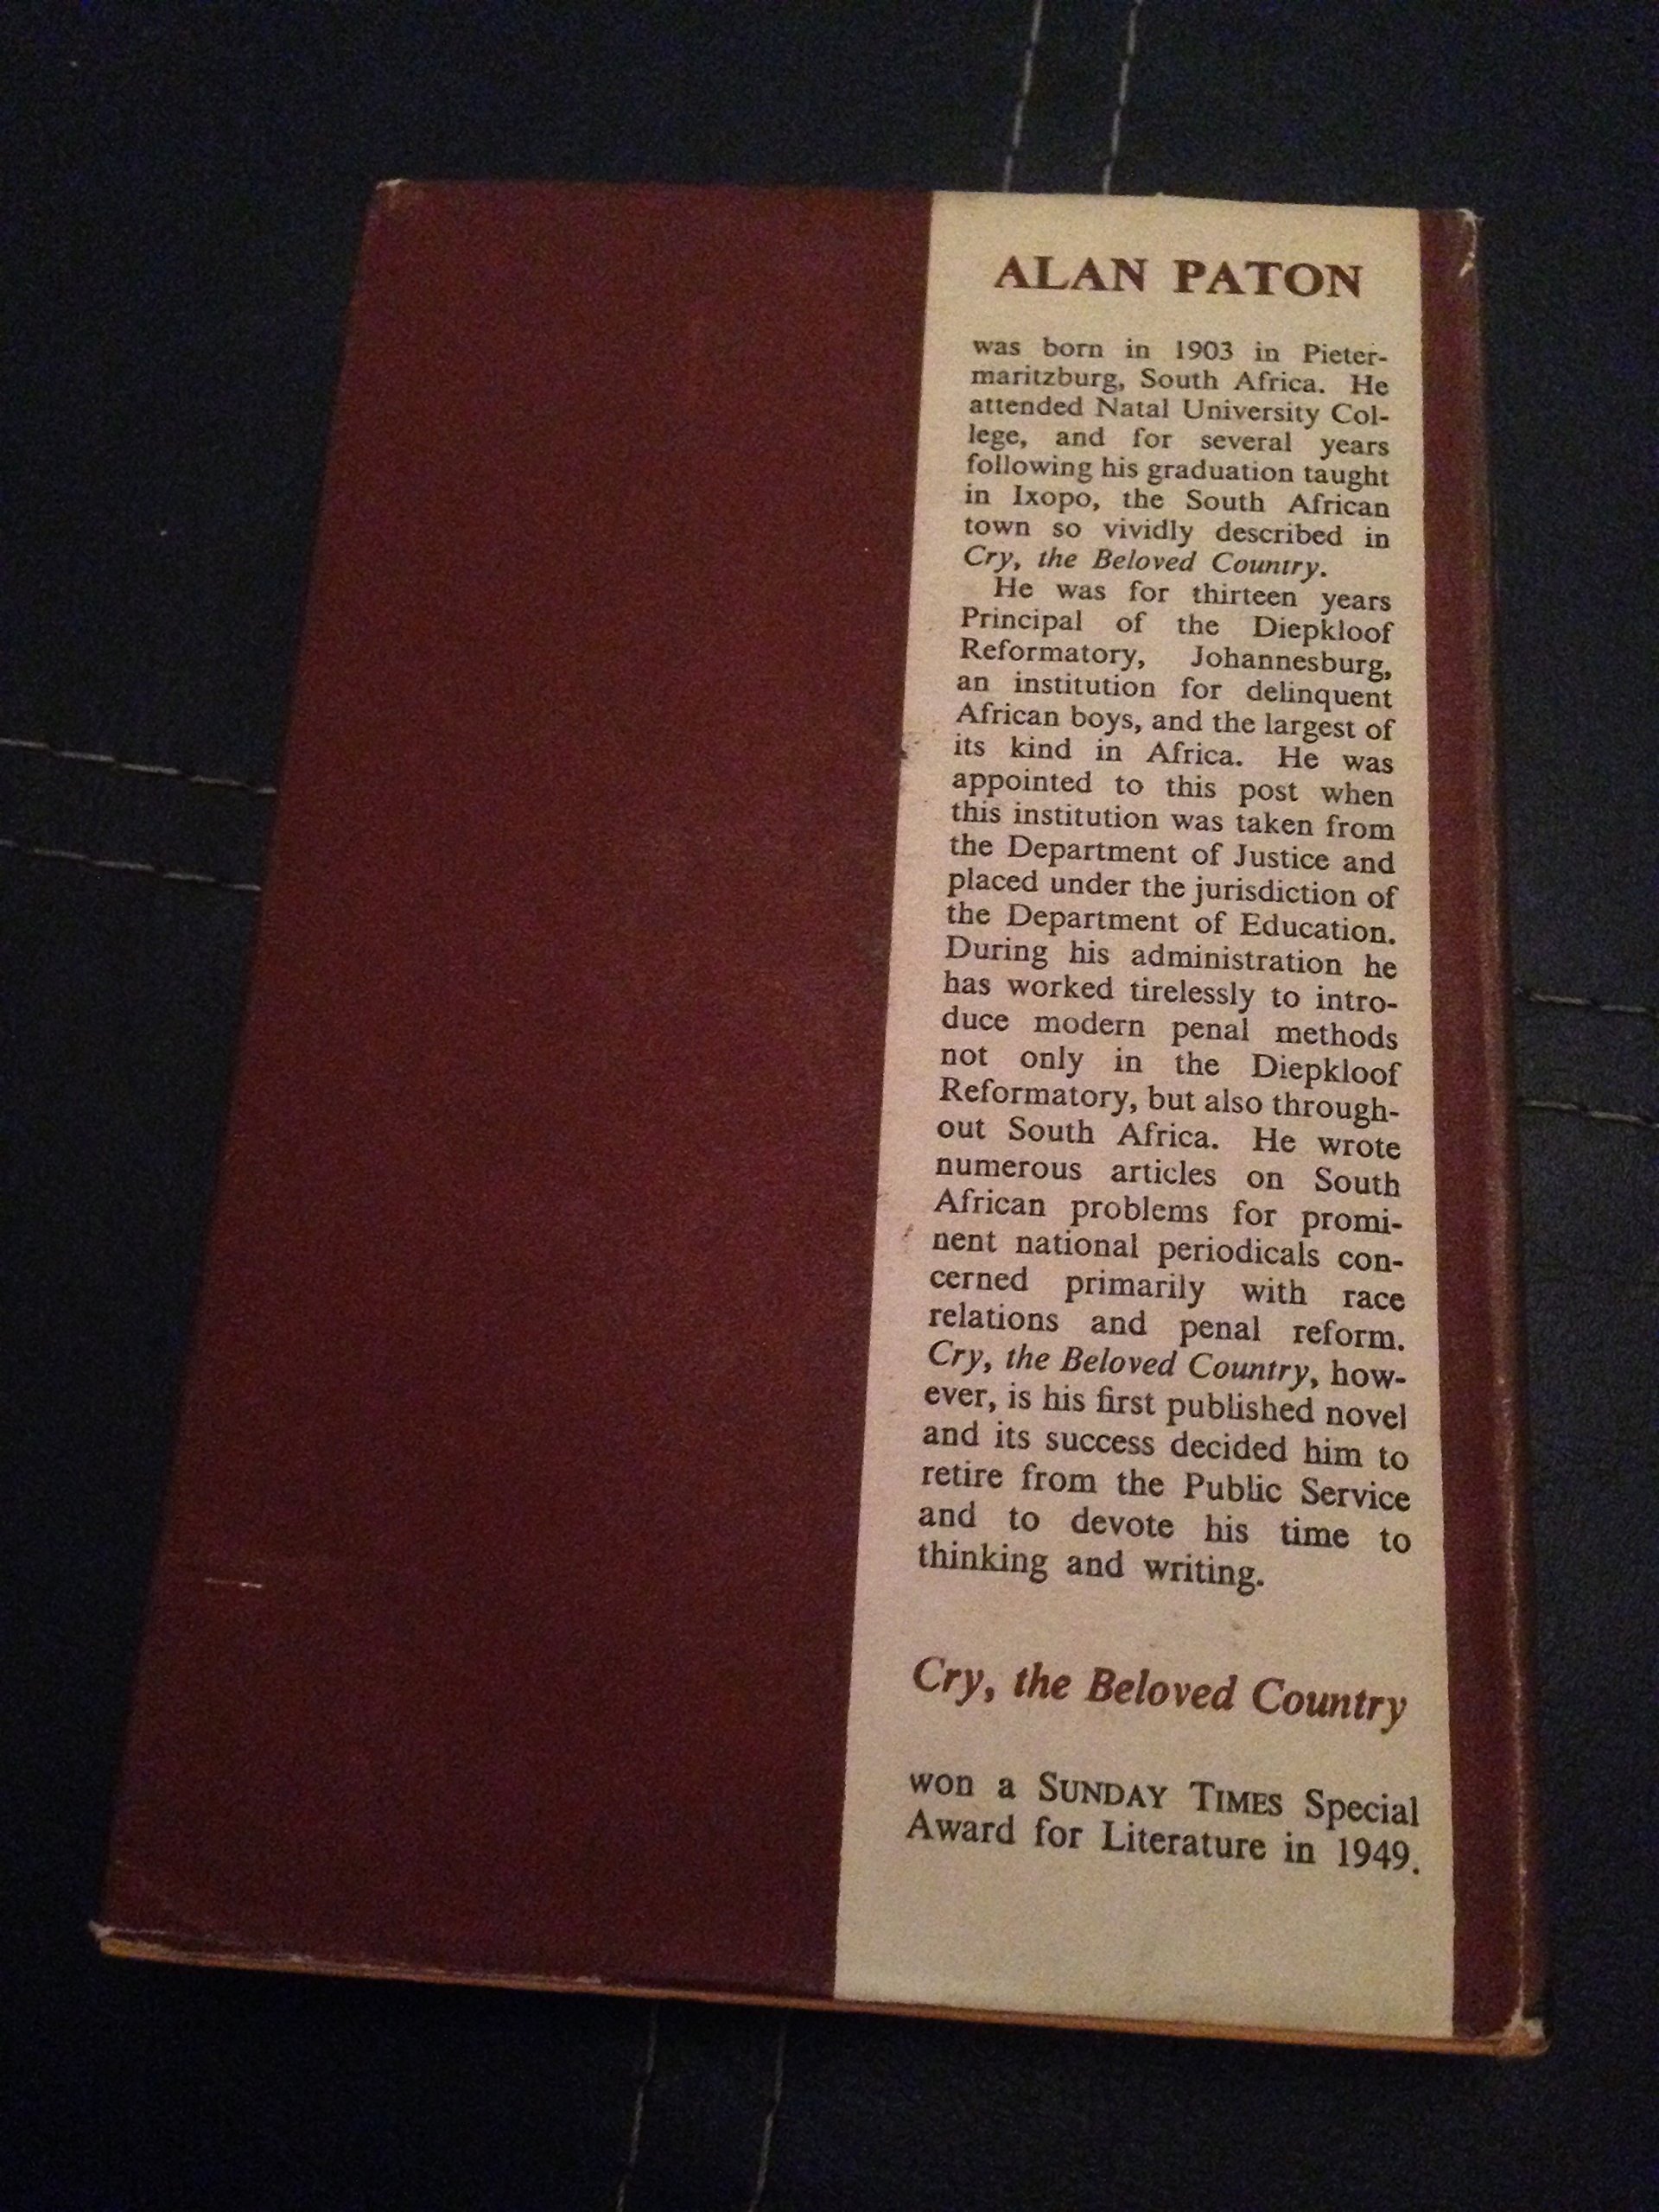 ALAN PATON
was born in 1903 in Pieter-
maritzburg, South Africa. He
attended Natal University Col-
lege, and for several years
following his graduation taught
in Ixopo, the South African
town so vividly described in
Cry, the Beloved Country.
He was for thirteen years
Principal of the Diepkloof
Reformatory, Johannesburg,
an institution for delinquent
African boys, and the largest of
its kind in Africa. He was
appointed to this post when
this institution was taken from
the Department of Justice and
placed under the jurisdiction of
the Department of Education.
During his administration he
has worked tirelessly to intro-
duce modern penal methods
not only in the Diepkloof
Reformatory, but also through-
out South Africa. He wrote
numerous articles on South
African problems for promi-
nent national periodicals con-
cerned primarily with race
relations and penal reform.
Cry, the Beloved Country, how-
ever, is his first published novel
and its success decided him to
retire from the Public Service
and to devote his time to
thinking and writing.
Cry, the Beloved Country
won a SUNDAY TIMES Special
Award for Literature in 1949.